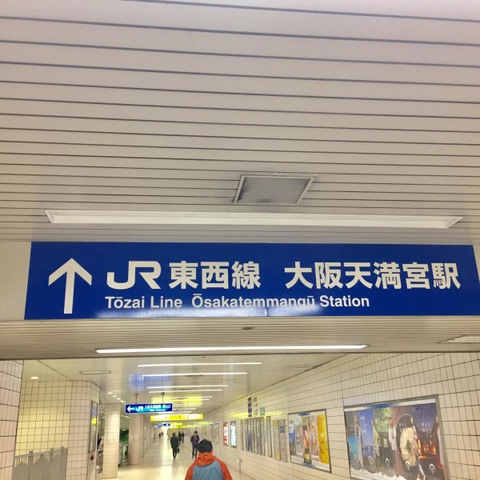 ↑ JR 東西線 大阪天満宮駅
Tōzai Line Ōsakatemmangū Station